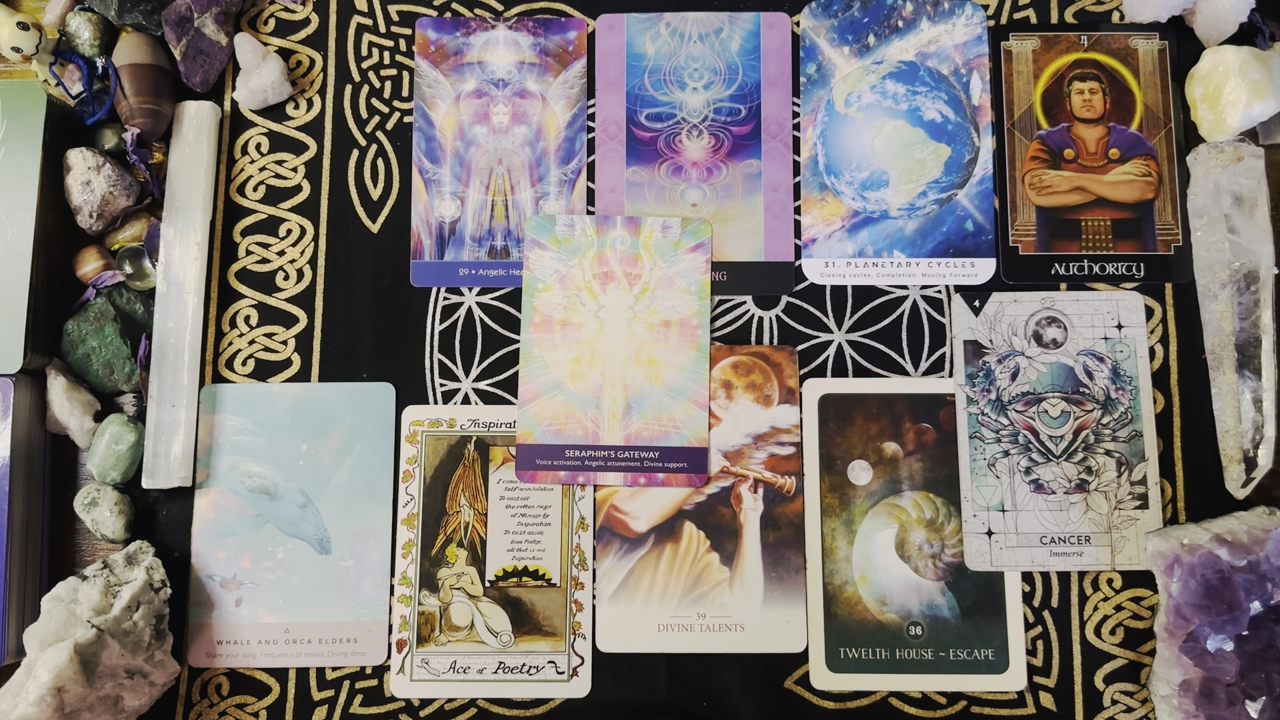 29 • Angelic Hea
NG
31. PLANETARY CYCLES
Closing cycles. Completion. Moving Forward
4
AUTHORITY
SERAPHIM'S GATEWAY
Voice activation. Angelic attunement. Divine support.
4
CANCER
Immerse
WHALE AND ORCA ELDERS
Share your song. Frequency of sound. Diving deep.
Inspirat
I come
Self-annihilation
To cast off
the rotten rags
of Memory by
Inspiration
To cast aside
from Poetry,
all that is not
Inspiration
Ace of Poetry
39
DIVINE TALENTS
36
TWELTH HOUSE ~ ESCAPE